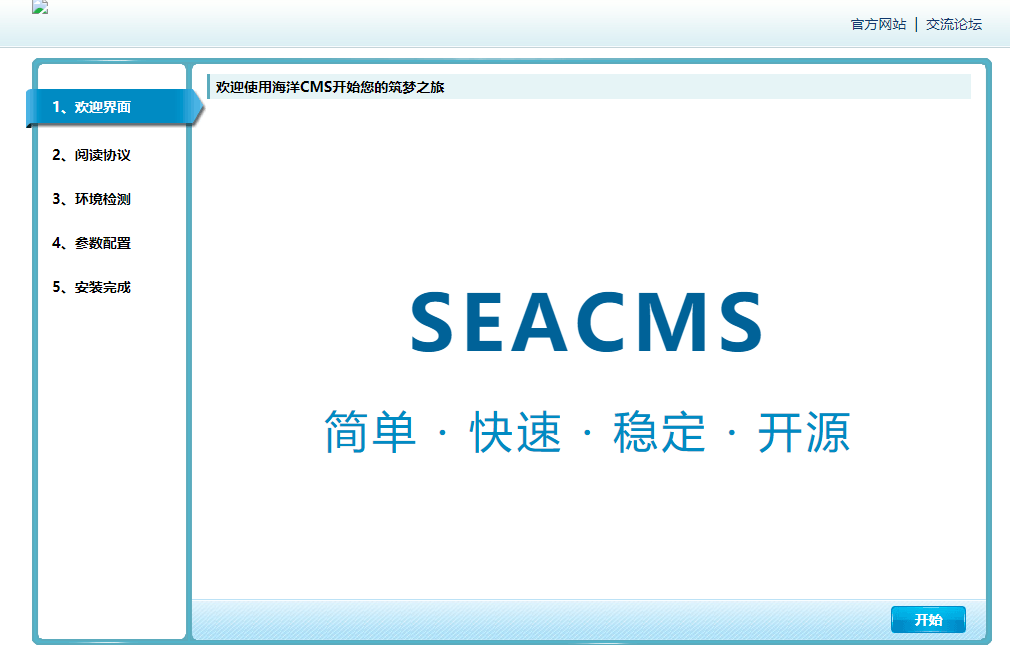 官方网站 | 交流论坛
欢迎使用海洋CMS开始您的筑梦之旅
1、欢迎界面
2、阅读协议
3、环境检测
4、参数配置
5、安装完成
SEACMS
简单 · 快速 · 稳定 · 开源
开始